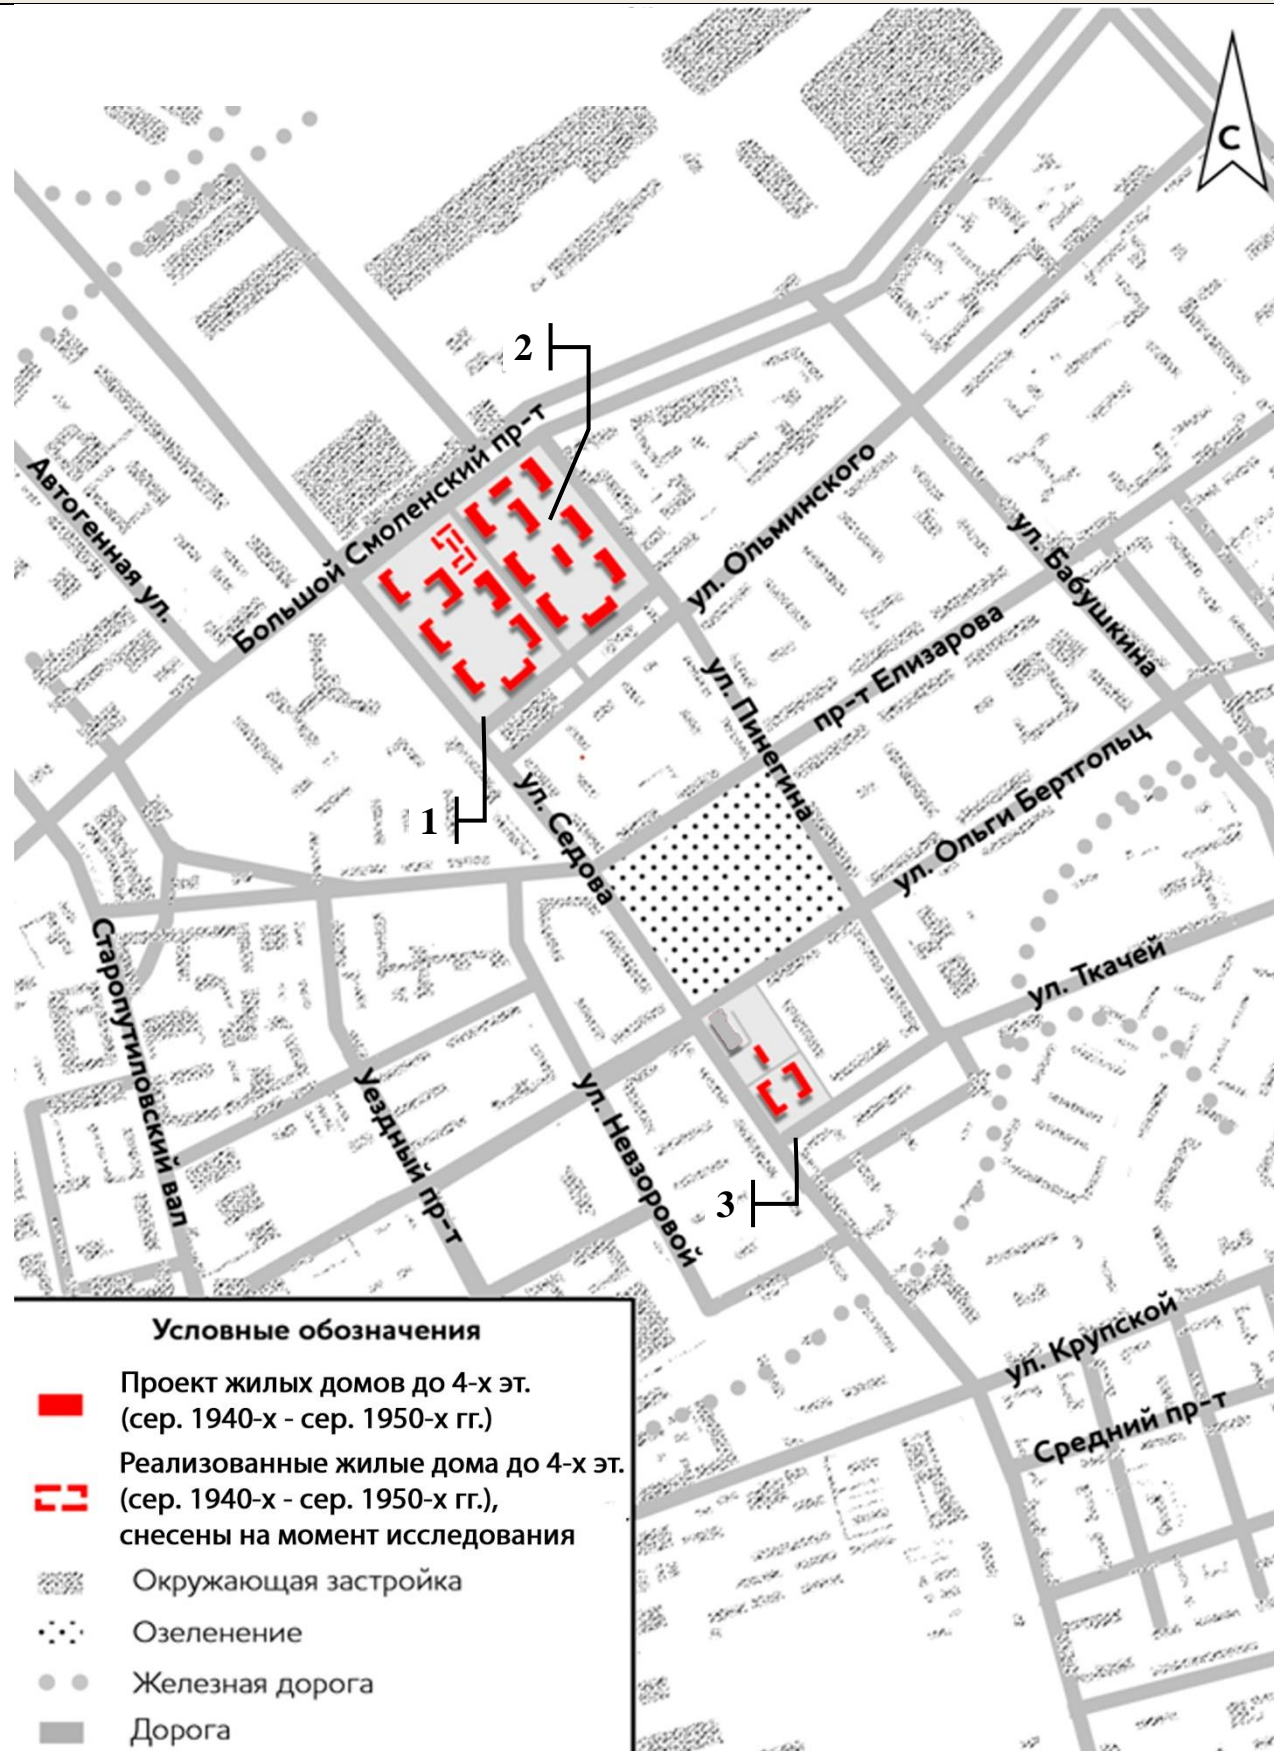 С
2
Большой Смоленский пр-т
Автогенная ул.
ул. Ольминского
ул. Бабушкина
пр-т Елизарова
ул. Пинегина
ул. Седова
1
ул. Ольги Бертгольц
ул. Ткачей
Старопутиловский вал
Уездный пр-т
ул. Невзоровой
3
ул. Крупской
Средний пр-т
Условные обозначения
Проект жилых домов до 4-х эт.
(сер. 1940-х - сер. 1950-х гг.)
Реализованные жилые дома до 4-х эт.
(сер. 1940-х - сер. 1950-х гг.),
снесены на момент исследования
Окружающая застройка
Озеленение
Железная дорога
Дорога